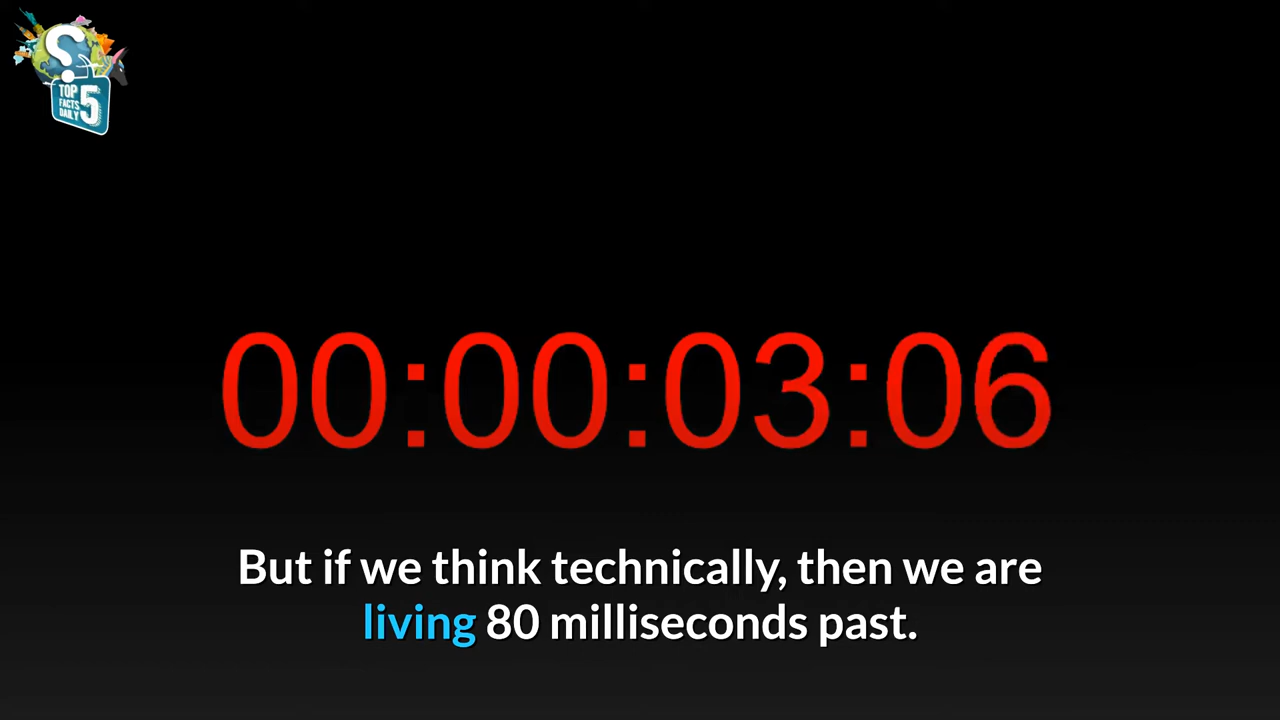 ?
TOP
FACTS
DAILY
5
00:00:03:06
But if we think technically, then we are
living 80 milliseconds past.